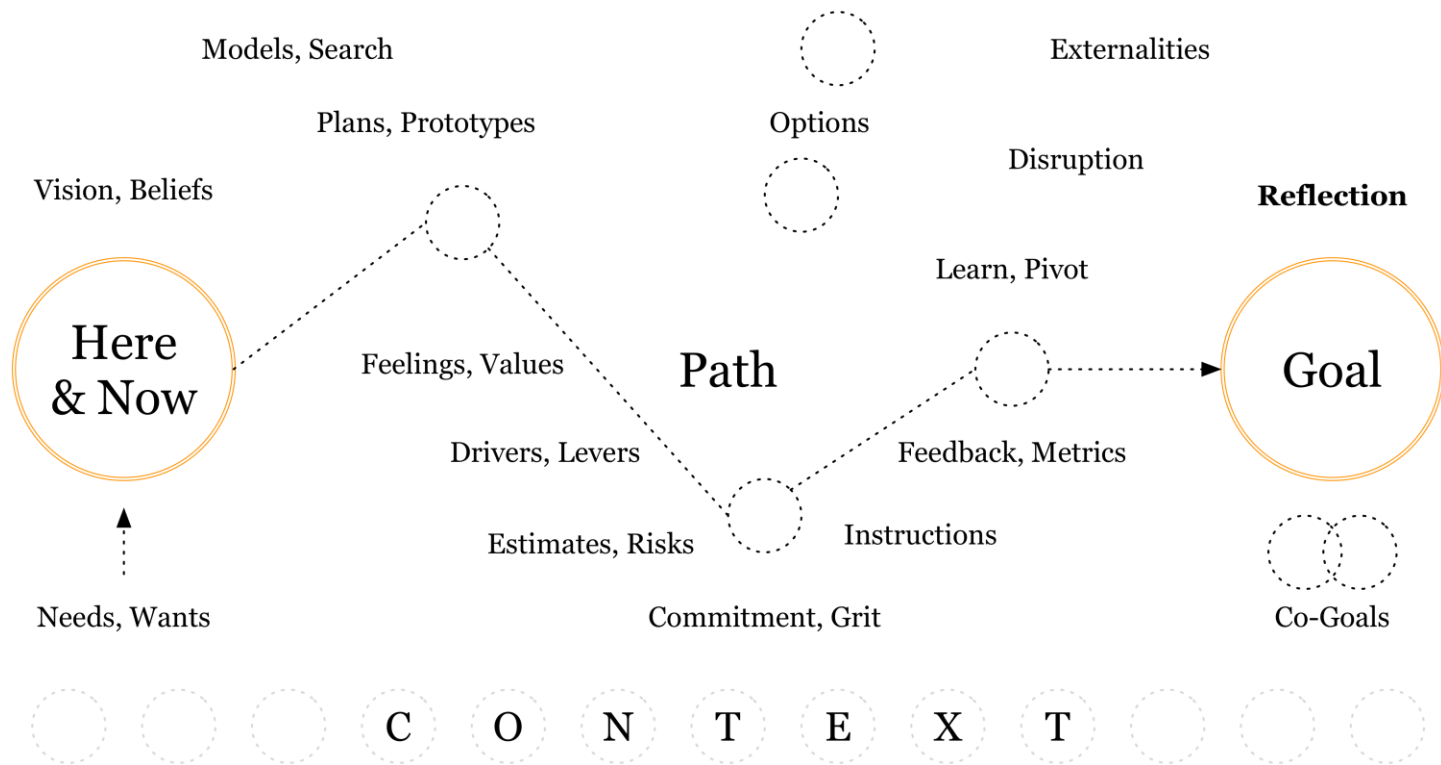 Models, Search
Externalities
Plans, Prototypes
Options
Disruption
Vision, Beliefs
Reflection
Learn, Pivot
Here
& Now
Feelings, Values
Path
Goal
Drivers, Levers
Feedback, Metrics
Estimates, Risks
Instructions
Needs, Wants
Commitment, Grit
Co-Goals
CONTEXT